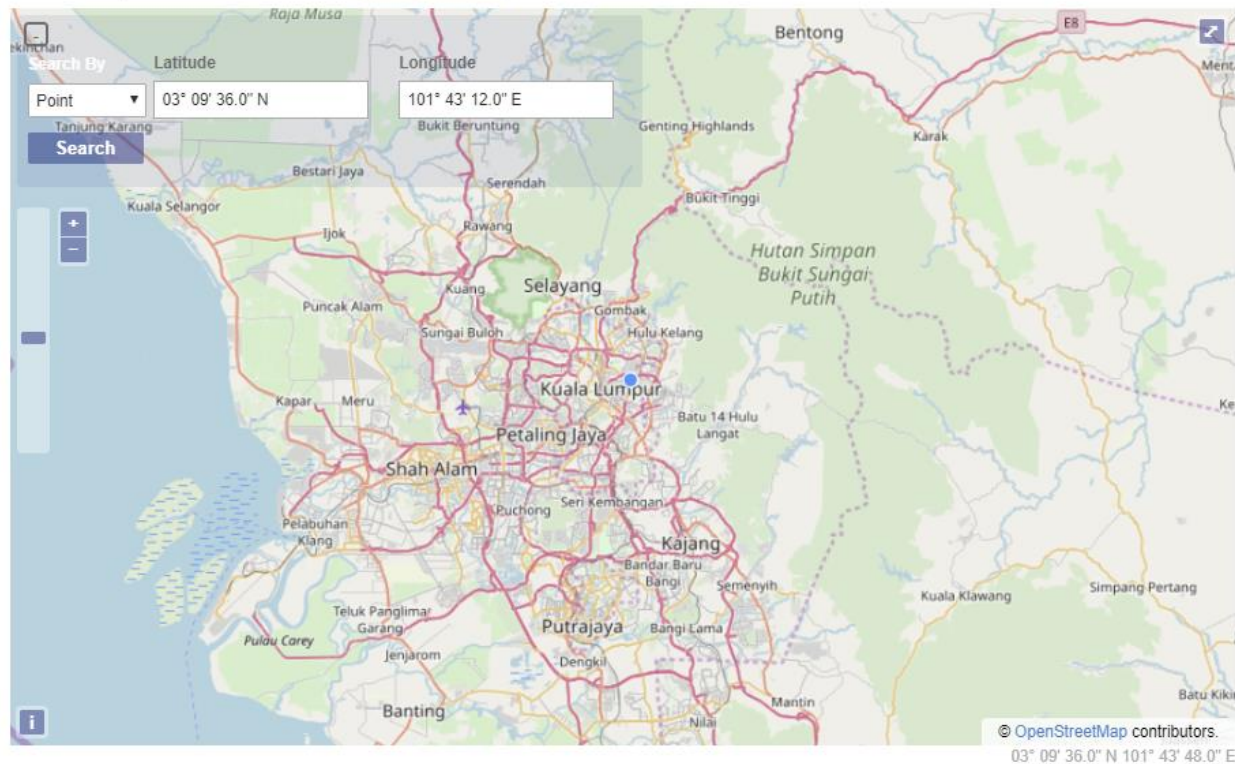 Raja Musa
Bentong
E8
-
Search By
Latitude
Longitude
Point
03° 09' 36.0" N
101° 43' 12.0" E
Tanjung Karang
Bukit Beruntung
Genting Highlands
Karak
Search
Bestari Jaya
Serendah
Bukit Tinggi
Kuala Selangor
+
Ijok
Rawang
−
Hutan Simpan
Bukit Sungai
Putih
Kuang
Selayang
Puncak Alam
Gombak
Sungai Buloh
Hulu Kelang
Kuala Lumpur
Kapar
Meru
Batu 14 Hulu
Langat
Petaling Jaya
Shah Alam
Puchong
Seri Kembangan
Pelabuhan
Klang
Kajang
Bandar Baru
Bangi
Semenyih
Kuala Klawang
Simpang Pertang
Teluk Panglima
Garang
Pulau Carey
Putrajaya
Bangi Lama
Jenjarom
Dengkil
Banting
Mantin
Nilai
i
© OpenStreetMap contributors.
03° 09' 36.0" N 101° 43' 48.0" E